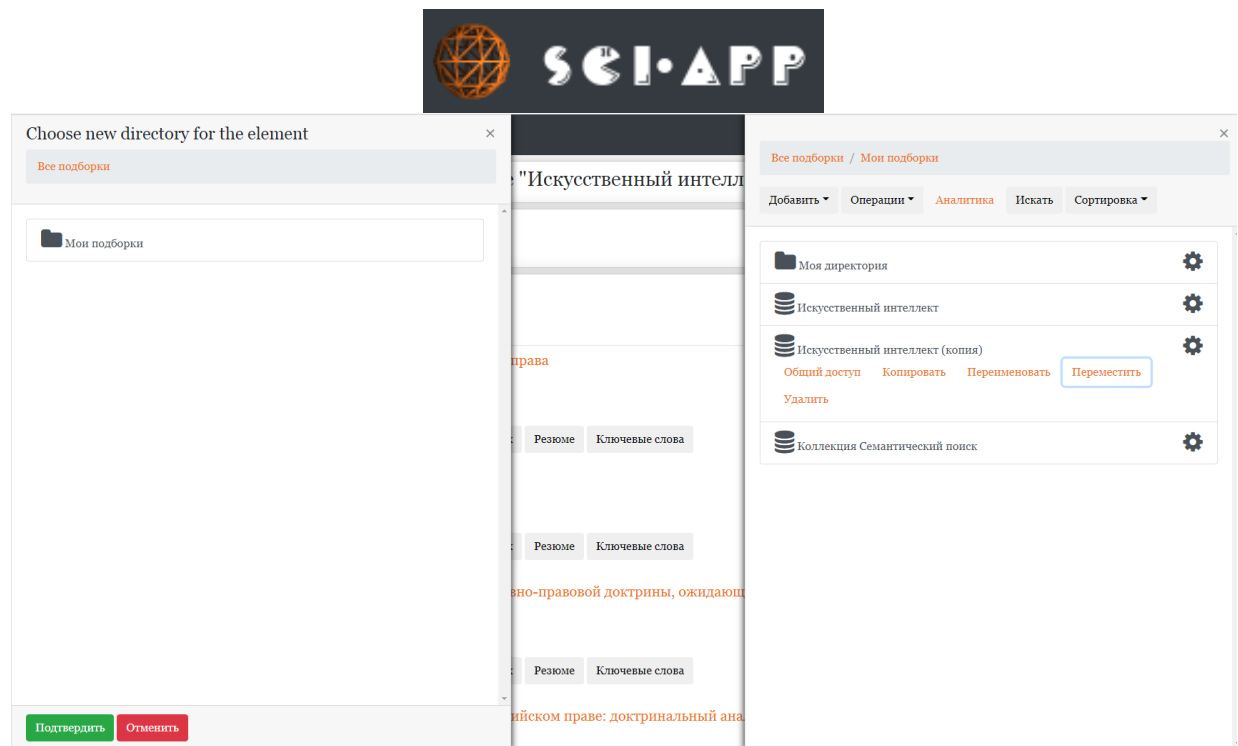 SCI·APP
Choose new directory for the element ×
Все подборки
Мои подборки
Подтвердить Отменить
"Искусственный интелл
права
Резюме Ключевые слова
Резюме Ключевые слова
вно-правовой доктрины, ожидающ
Резюме Ключевые слова
ийском праве: доктринальный ана
×
Все подборки / Мои подборки
Добавить Операции Аналитика Искать Сортировка
Моя директория
Искусственный интеллект
Искусственный интеллект (копия)
Общий доступ Копировать Переименовать Переместить
Удалить
Коллекция Семантический поиск